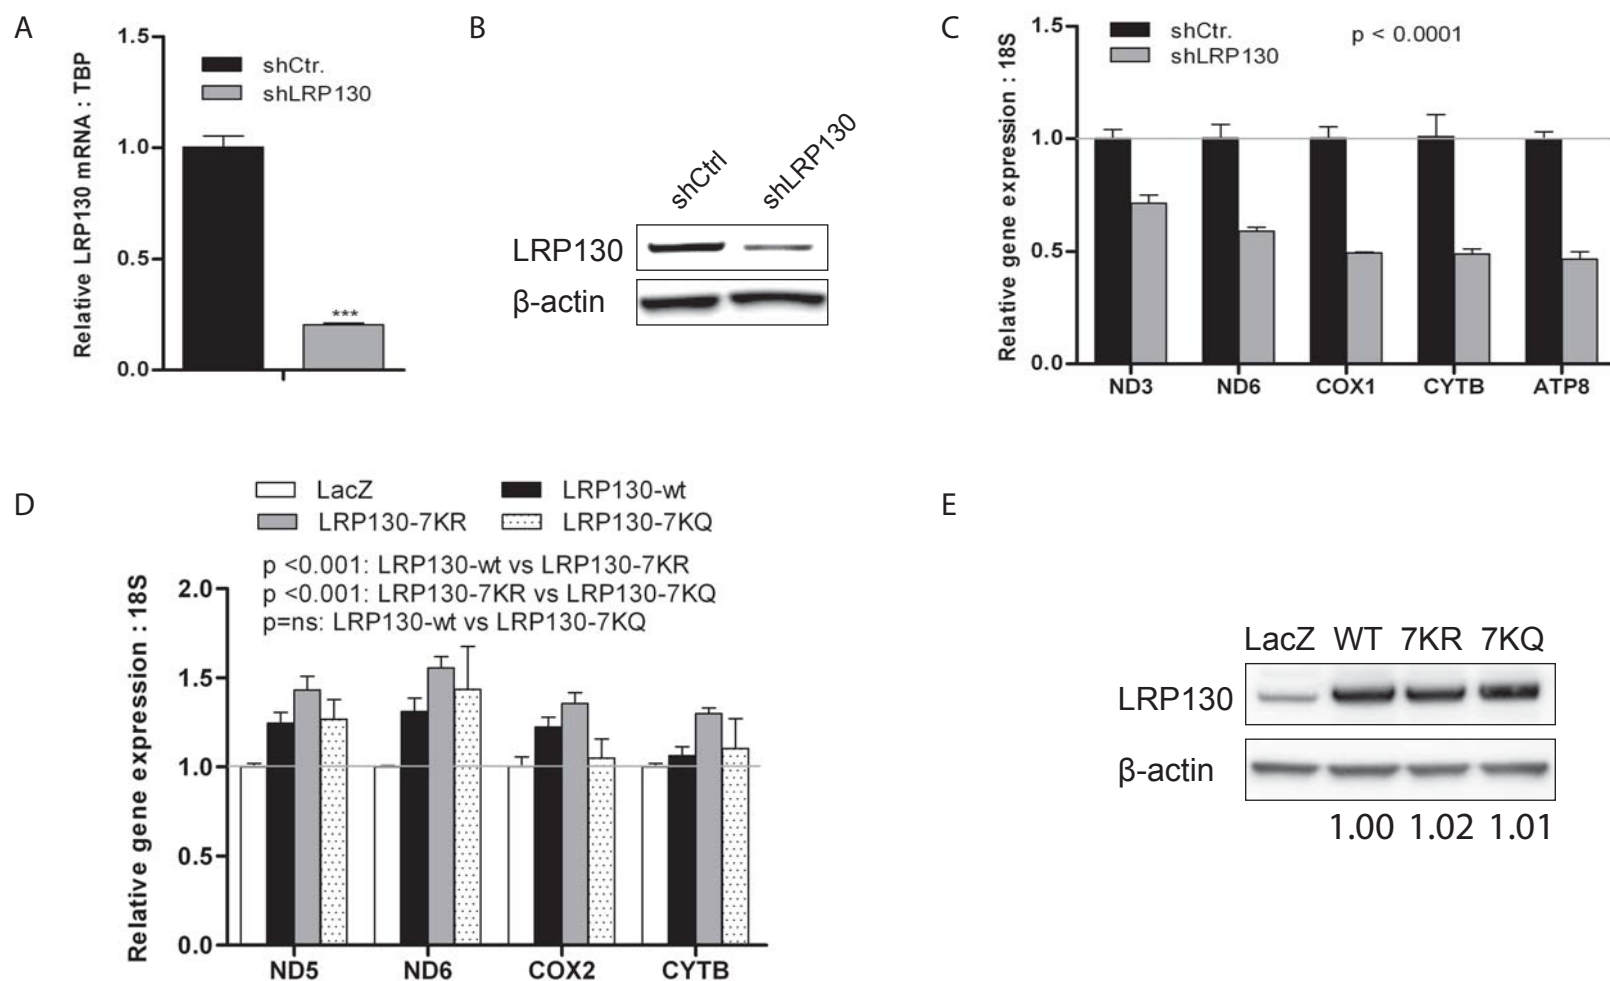 A
Relative LRP130 mRNA : TBP
1.5
1.0
0.5
0.0
shCtr.
shLRP130
***
B
shCtrl
shLRP130
LRP130
β-actin
C
Relative gene expression : 18S
1.5
1.0
0.5
0.0
shCtr.
shLRP130
p < 0.0001
ND3 ND6 COX1 CYTB ATP8
D
LacZ LRP130-wt
LRP130-7KR LRP130-7KQ
p <0.001: LRP130-wt vs LRP130-7KR
p <0.001: LRP130-7KR vs LRP130-7KQ
p=ns: LRP130-wt vs LRP130-7KQ
Relative gene expression : 18S
2.0
1.5
1.0
0.5
0.0
ND5 ND6 COX2 CYTB
E
LacZ WT 7KR 7KQ
LRP130
β-actin
1.00 1.02 1.01